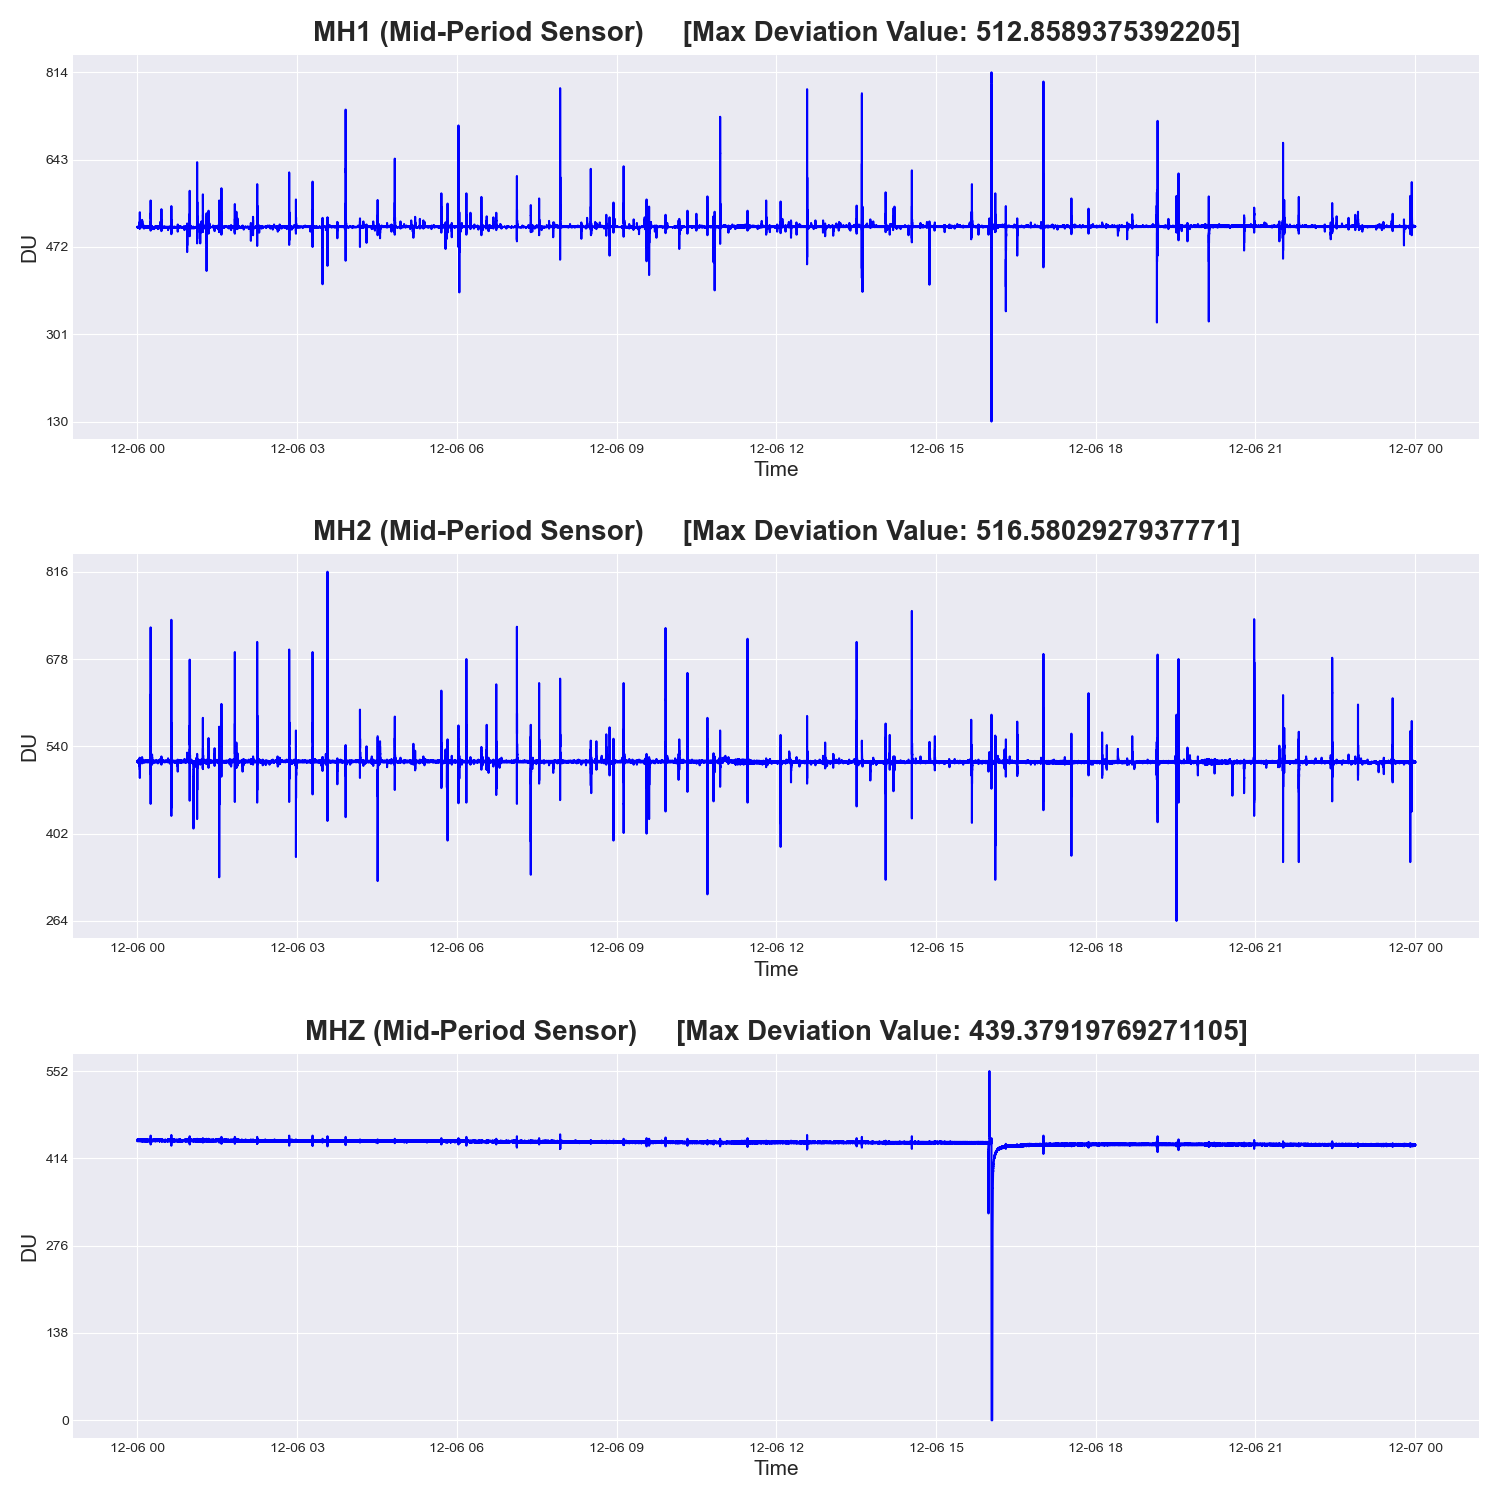 MH1 (Mid-Period Sensor) [Max Deviation Value: 512.8589375392205]
814
643
472
301
130
DU
12-06 00 12-06 03 12-06 06 12-06 09 12-06 12 12-06 15 12-06 18 12-06 21 12-07 00
Time
MH2 (Mid-Period Sensor) [Max Deviation Value: 516.5802927937771]
816
678
540
402
264
DU
12-06 00 12-06 03 12-06 06 12-06 09 12-06 12 12-06 15 12-06 18 12-06 21 12-07 00
Time
MHZ (Mid-Period Sensor) [Max Deviation Value: 439.37919769271105]
552
414
276
138
0
DU
12-06 00 12-06 03 12-06 06 12-06 09 12-06 12 12-06 15 12-06 18 12-06 21 12-07 00
Time